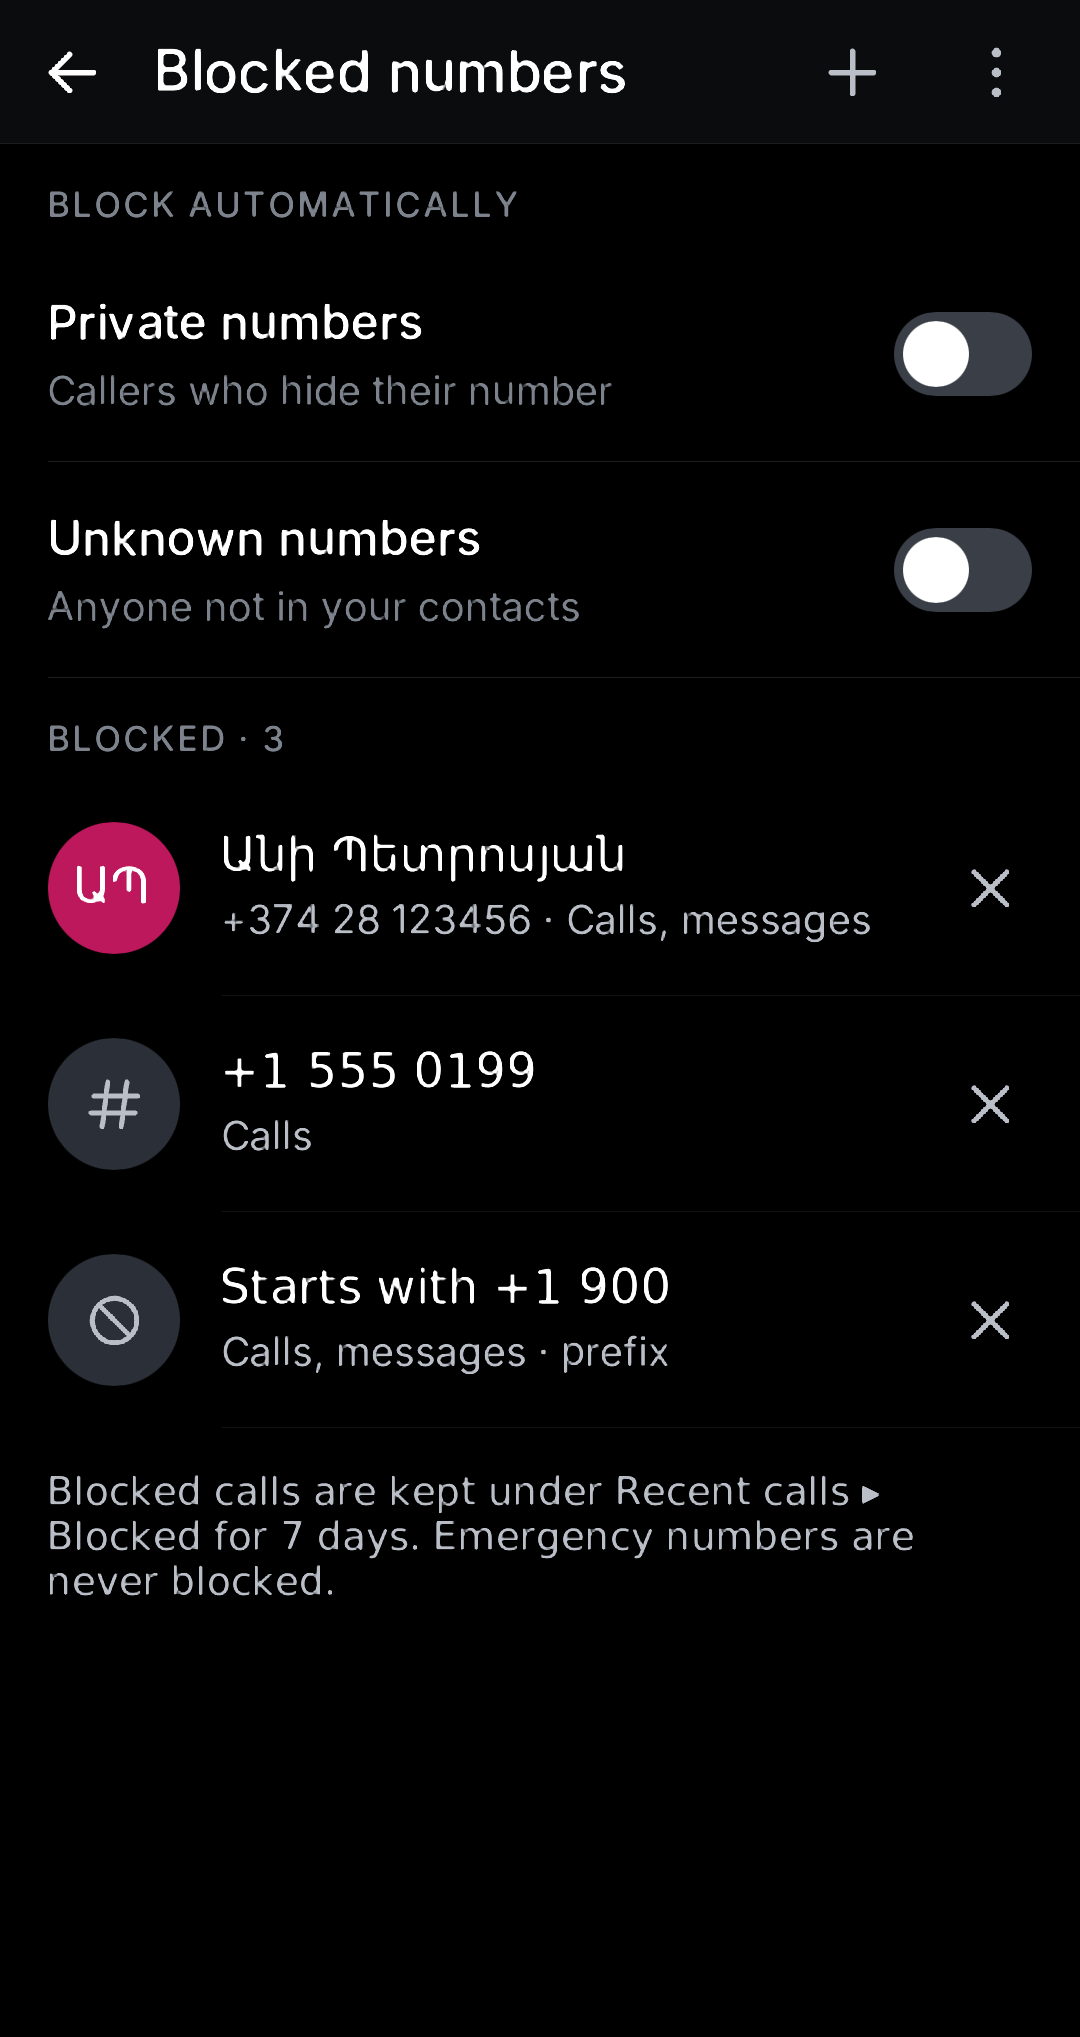 Blocked numbers
BLOCK AUTOMATICALLY
Private numbers
Callers who hide their number
Unknown numbers
Anyone not in your contacts
BLOCKED · 3
ԱՊ
Անի Պետրոսյան
+374 28 123456 · Calls, messages
#
+1 555 0199
Calls
Starts with +1 900
Calls, messages · prefix
Blocked calls are kept under Recent calls ▸
Blocked for 7 days. Emergency numbers are
never blocked.